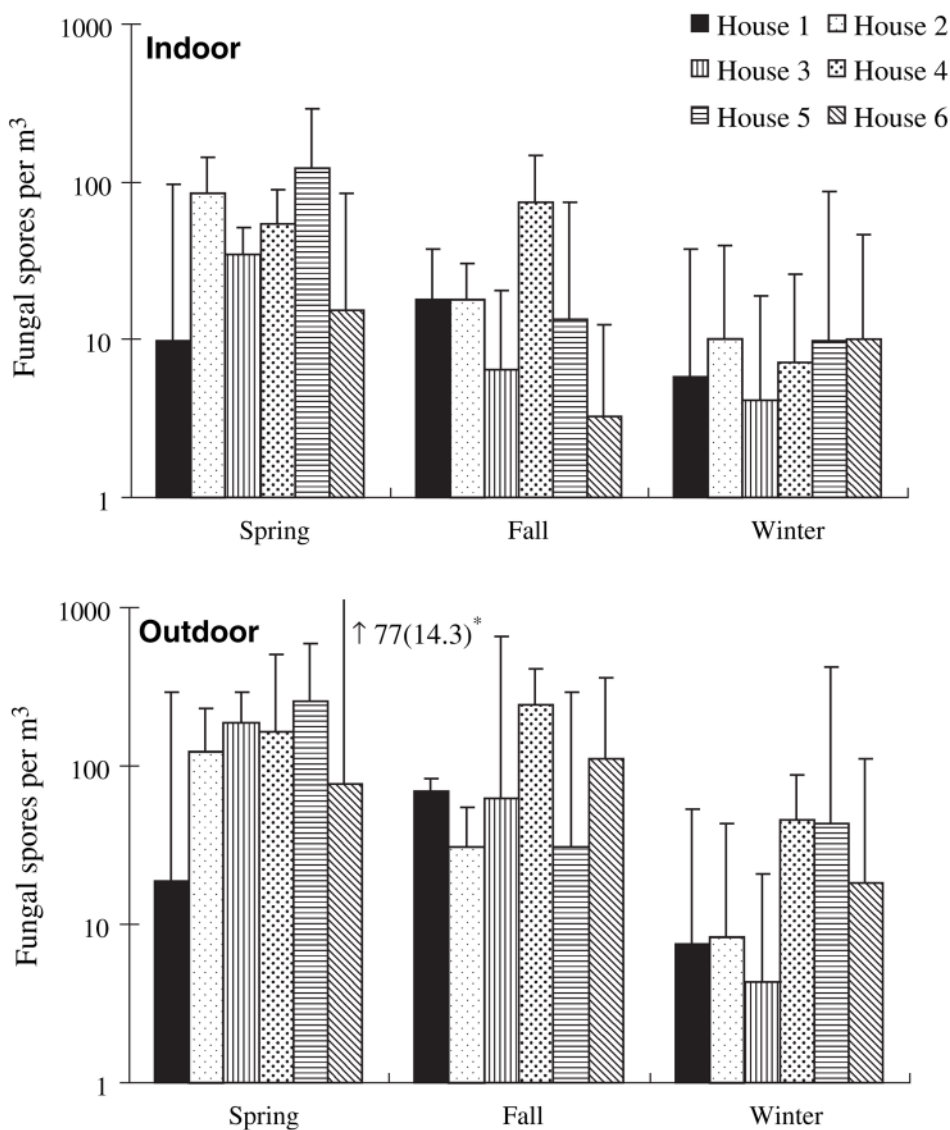 Indoor
House 1 House 2
House 3 House 4
House 5 House 6
Fungal spores per m³
1000
100
10
1
Spring Fall Winter
Outdoor
↑ 77(14.3)*
Fungal spores per m³
1000
100
10
1
Spring Fall Winter